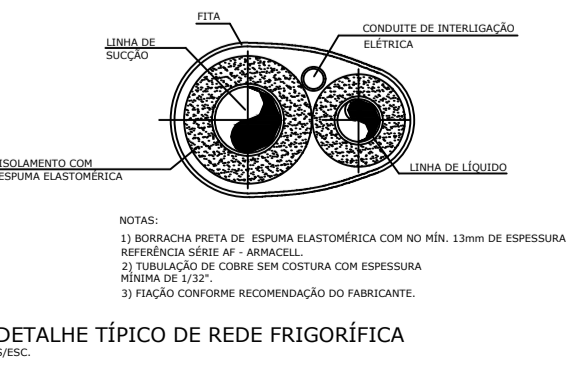 FITA
CONDUITE DE INTERLIGAÇÃO
ELÉTRICA
LINHA DE
SUCÇÃO
ISOLAMENTO COM
ESPUMA ELASTOMÉRICA
LINHA DE LÍQUIDO
NOTAS:
1) BORRACHA PRETA DE ESPUMA ELASTOMÉRICA COM NO MÍN. 13mm DE ESPESSURA
REFERÊNCIA SÉRIE AF - ARMACELL.
2) TUBULAÇÃO DE COBRE SEM COSTURA COM ESPESSURA
MÍNIMA DE 1/32".
3) FIAÇÃO CONFORME RECOMENDAÇÃO DO FABRICANTE.
DETALHE TÍPICO DE REDE FRIGORÍFICA
S/ESC.